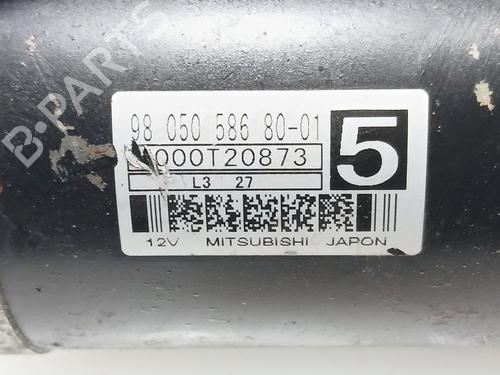 98 050 586 80-01
000T20873
5
L3 27
12V MITSUBISHI JAPON
B-PARTS